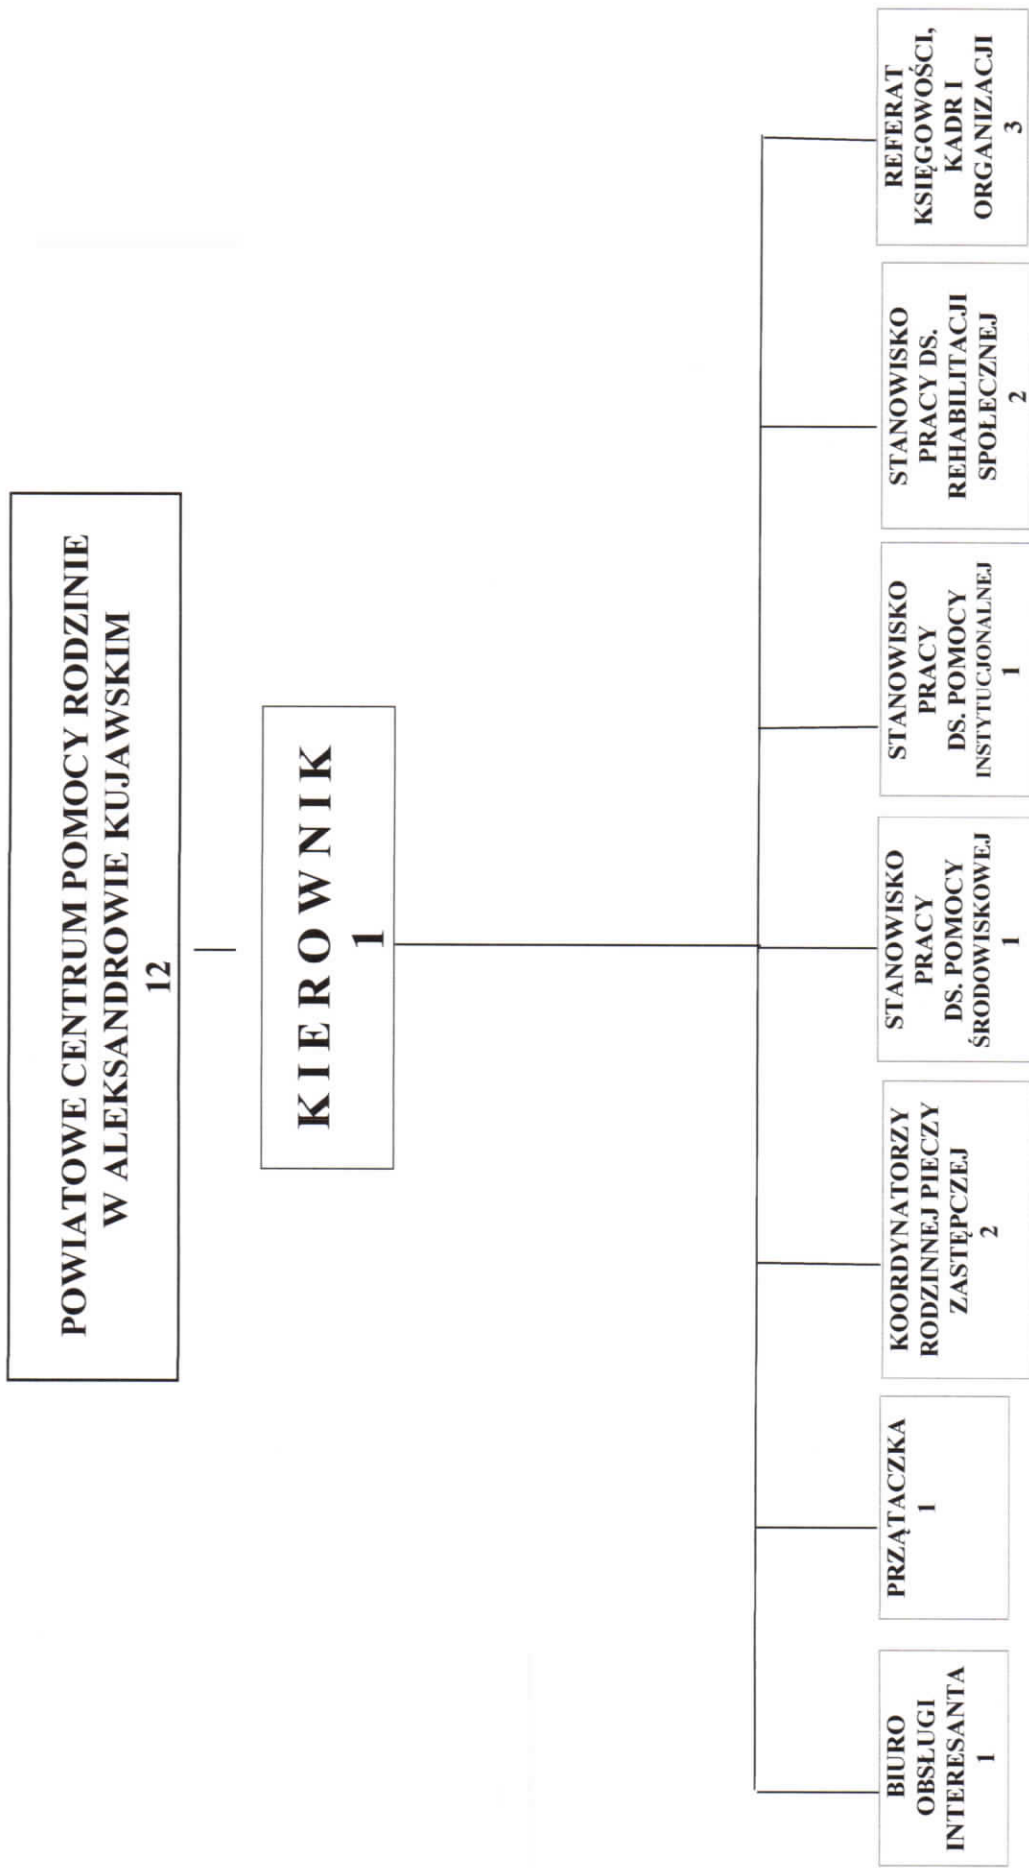 POWIATOWE CENTRUM POMOCY RODZINIE
W ALEKSANDROWIE KUJAWSKIM
12
KIEROWNIK
1
BIURO
OBSŁUGI
INTERESANTA
1
PRZĄTACZKA
1
KOORDYNATORZY
RODZINNEJ PIECZY
ZASTĘPCZEJ
2
STANOWISKO
PRACY
DS. POMOCY
ŚRODOWISKOWEJ
1
STANOWISKO
PRACY
DS. POMOCY
INSTYTUCJONALNEJ
1
STANOWISKO
PRACY DS.
REHABILITACJI
SPOŁECZNEJ
2
REFERAT
KSIĘGOWOŚCI,
KADR I
ORGANIZACJI
3